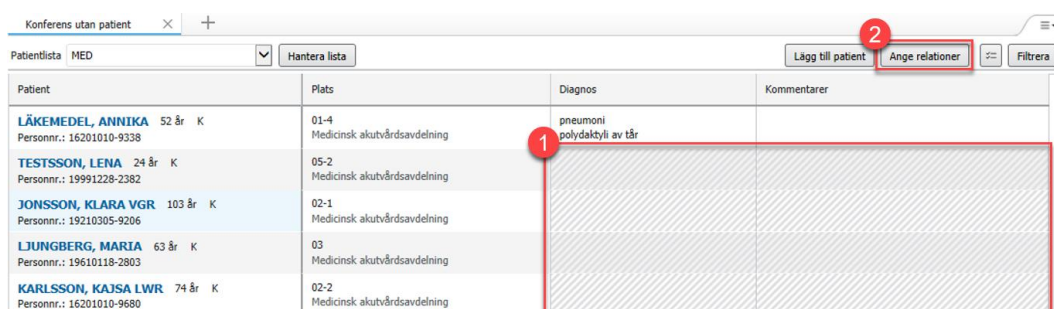 Konferens utan patient
2
Patientlista MED Hantera lista Lägg till patient Ange relationer Filtrera
Patient Plats Diagnos Kommentarer
LÄKEMEDEL, ANNIKA 52 år K 01-4 pneumoni
Personnr.: 16201010-9338 Medicinsk akutvårdsavdelning polydaktyli av tår
1
TESTSSON, LENA 24 år K 05-2
Personnr.: 19991228-2382 Medicinsk akutvårdsavdelning
JONSSON, KLARA VGR 103 år K 02-1
Personnr.: 19210305-9206 Medicinsk akutvårdsavdelning
LJUNGBERG, MARIA 63 år K 03
Personnr.: 19610118-2803 Medicinsk akutvårdsavdelning
KARLSSON, KAJSA LWR 74 år K 02-2
Personnr.: 16201010-9680 Medicinsk akutvårdsavdelning